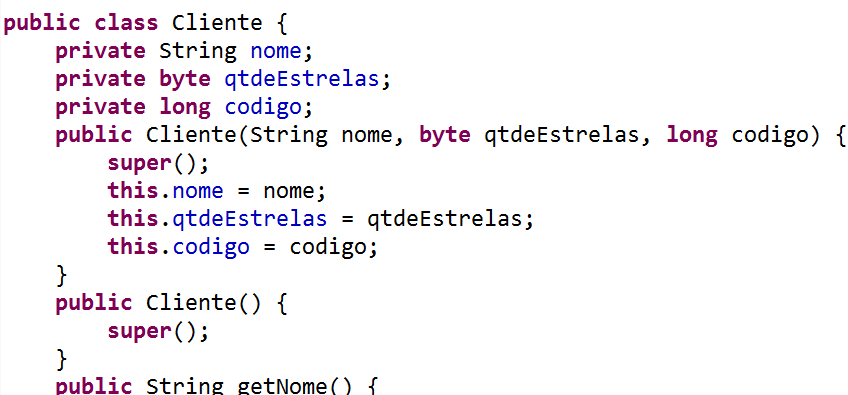 public class Cliente {
    private String nome;
    private byte qtdeEstrelas;
    private long codigo;
    public Cliente(String nome, byte qtdeEstrelas, long codigo) {
        super();
        this.nome = nome;
        this.qtdeEstrelas = qtdeEstrelas;
        this.codigo = codigo;
    }
    public Cliente() {
        super();
    }
    public String getNome() {